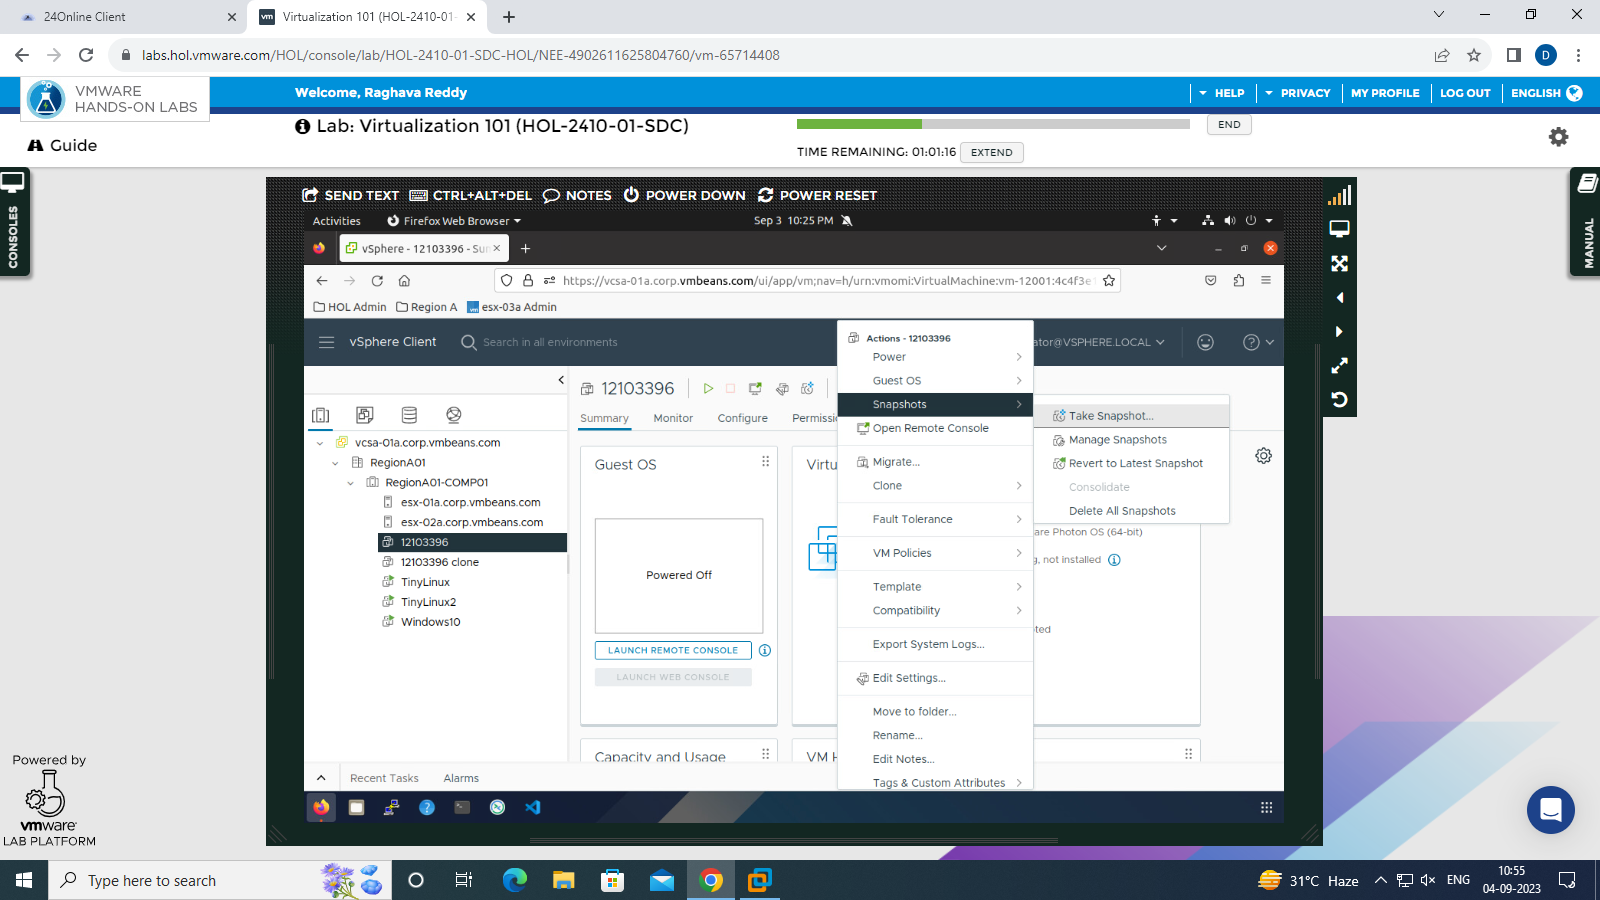 24Online Client
Virtualization 101 (HOL-2410-01-
labs.hol.vmware.com/HOL/console/lab/HOL-2410-01-SDC-HOL/NEE-4902611625804760/vm-65714408
D
VMWARE
HANDS-ON LABS
Welcome, Raghava Reddy
HELP
PRIVACY
MY PROFILE
LOG OUT
ENGLISH
Lab: Virtualization 101 (HOL-2410-01-SDC)
END
Guide
TIME REMAINING: 01:01:16
EXTEND
CONSOLES
MANUAL
SEND TEXT
CTRL+ALT+DEL
NOTES
POWER DOWN
POWER RESET
Activities
Firefox Web Browser
Sep 3 10:25 PM
vSphere - 12103396 - Sum
https://vcsa-01a.corp.vmbeans.com/ui/app/vm;nav=h/urn:vmomi:VirtualMachine:vm-12001:4c4f3e1
HOL Admin
Region A
esx-03a Admin
vSphere Client
Search in all environments
ator@VSPHERE.LOCAL
12103396
Summary
Monitor
Configure
Permissio
vcsa-01a.corp.vmbeans.com
RegionA01
RegionA01-COMP01
esx-01a.corp.vmbeans.com
esx-02a.corp.vmbeans.com
12103396
12103396 clone
TinyLinux
TinyLinux2
Windows10
Guest OS
Powered Off
LAUNCH REMOTE CONSOLE
LAUNCH WEB CONSOLE
Virtu
are Photon OS (64-bit)
g, not installed
ted
Capacity and Usage
VM H
Actions - 12103396
Power
Guest OS
Snapshots
Open Remote Console
Migrate...
Clone
Fault Tolerance
VM Policies
Template
Compatibility
Export System Logs...
Edit Settings...
Move to folder...
Rename...
Edit Notes...
Tags & Custom Attributes
Take Snapshot...
Manage Snapshots
Revert to Latest Snapshot
Consolidate
Delete All Snapshots
Recent Tasks
Alarms
Powered by
vmware
LAB PLATFORM
Type here to search
31°C Haze
ENG
10:55
04-09-2023